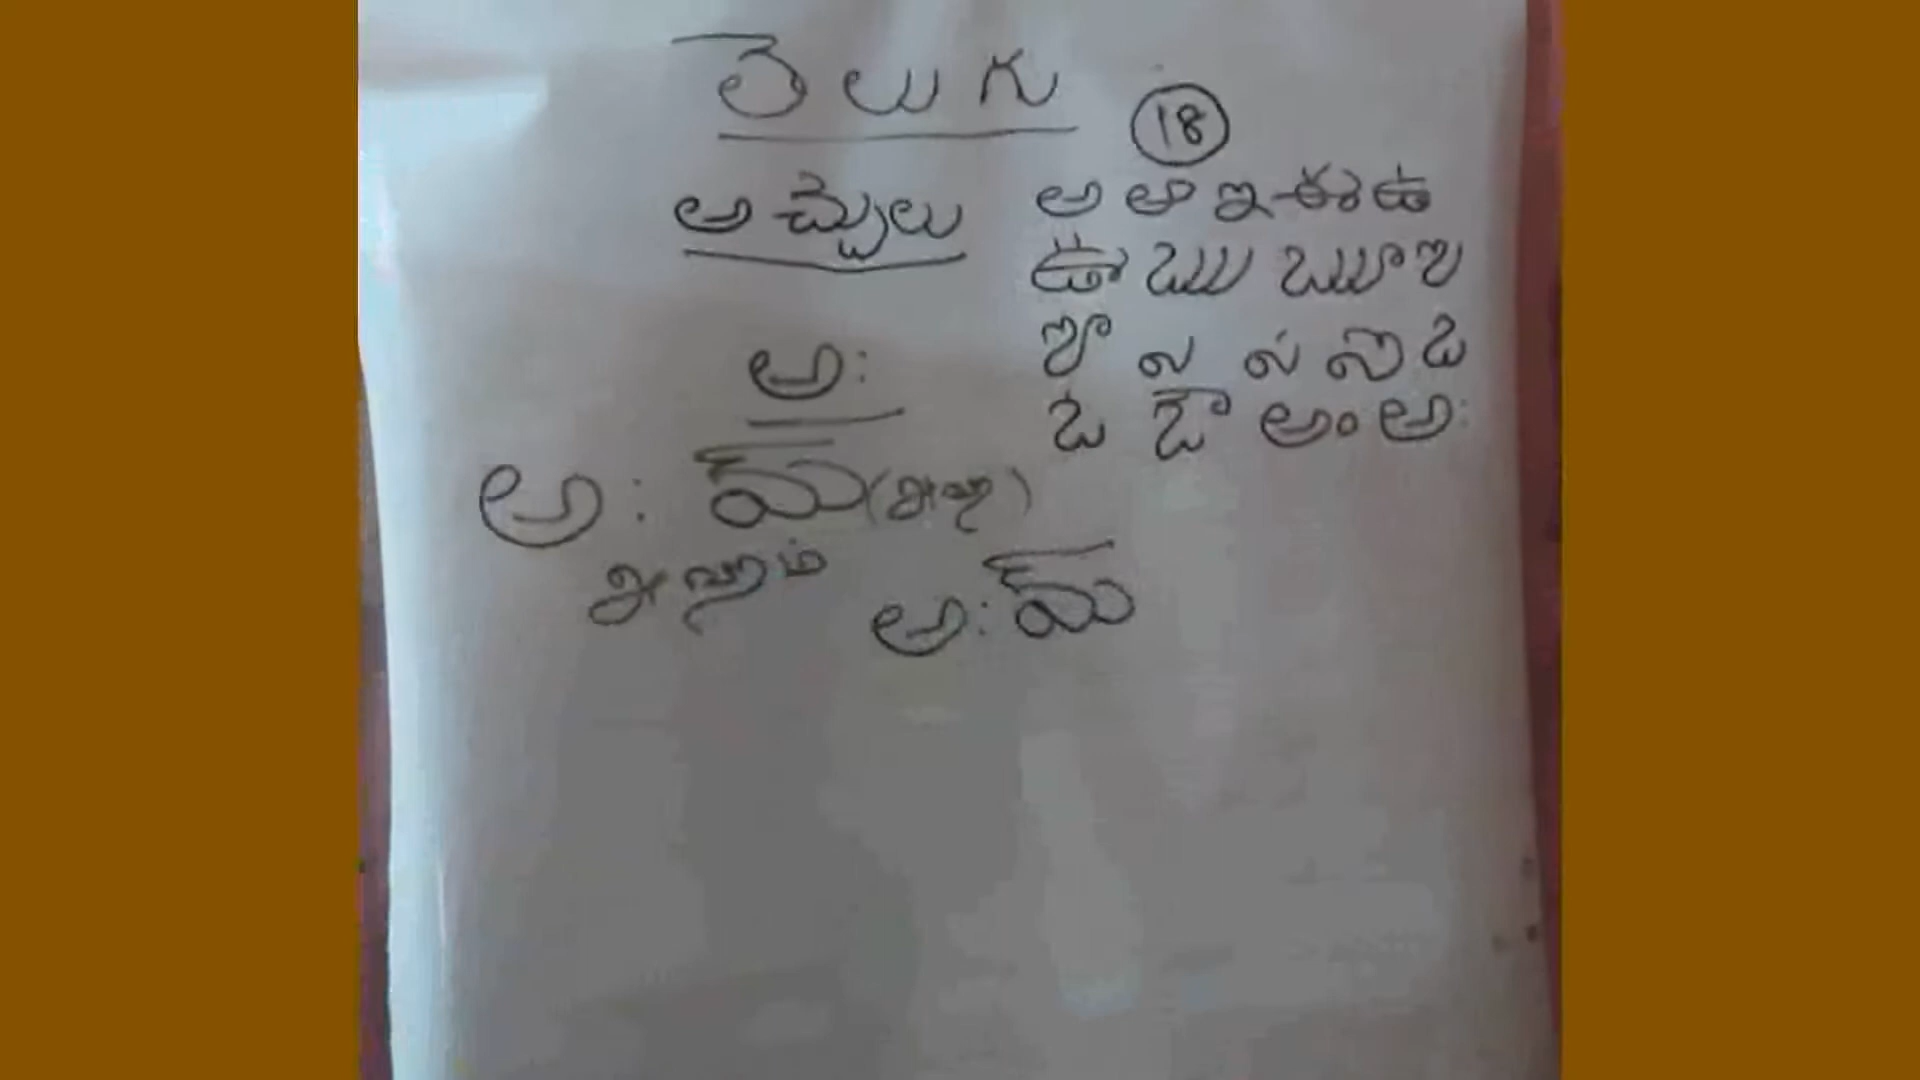 తెలుగు
18
అచ్చులు
అ ఆ ఇ ఈ ఉ
ఊ ఋ ౠ ఌ
ౡ ఎ ఏ ఐ ఒ
ఓ ఔ అం అః
అః
అః
అః